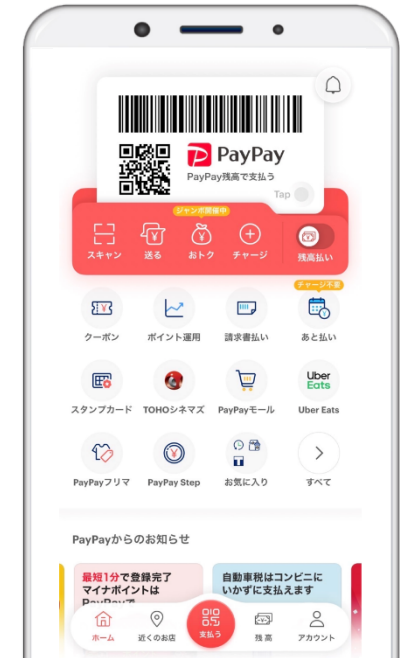 PayPay
PayPay残高で支払う
Tap
ジャンボ開催中
スキャン
送る
おトク
チャージ
残高払い
チャージ不要
クーポン
ポイント運用
請求書払い
あと払い
Uber
Eats
スタンプカード
TOHOシネマズ
PayPayモール
Uber Eats
PayPayフリマ
PayPay Step
お気に入り
すべて
PayPayからのお知らせ
最短1分で登録完了
マイナポイントは
PayPayで
自動車税はコンビニに
いかずに支払えます
ホーム
近くのお店
支払う
残高
アカウント